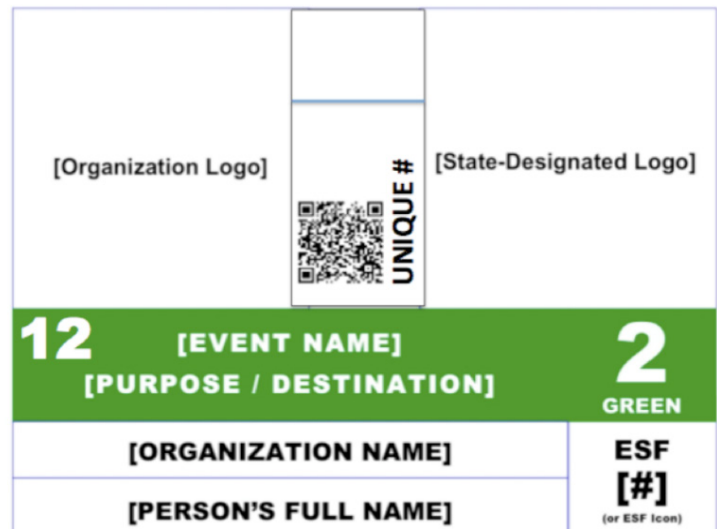 [Organization Logo]
UNIQUE #
[State-Designated Logo]
12
[EVENT NAME]
[PURPOSE / DESTINATION]
2
GREEN
[ORGANIZATION NAME]
[PERSON'S FULL NAME]
ESF
[#]
(or ESF Icon)